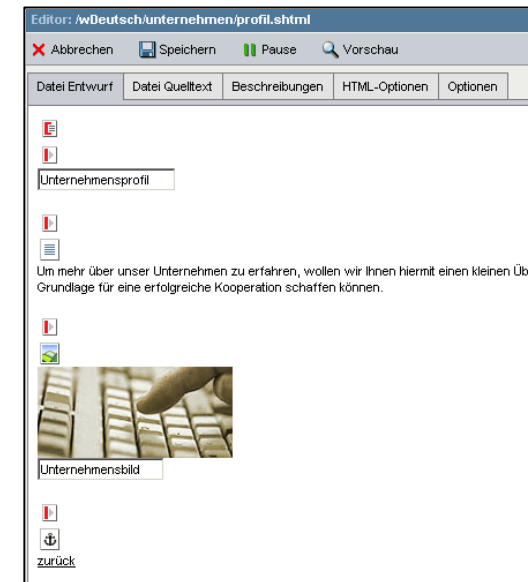 Editor: /wDeutsch/unternehmen/profil.shtml
Abbrechen Speichern Pause Vorschau
Datei Entwurf Datei Quelltext Beschreibungen HTML-Optionen Optionen
Unternehmensprofil
Um mehr über unser Unternehmen zu erfahren, wollen wir Ihnen hiermit einen kleinen Üb
Grundlage für eine erfolgreiche Kooperation schaffen können.
Unternehmensbild
zurück